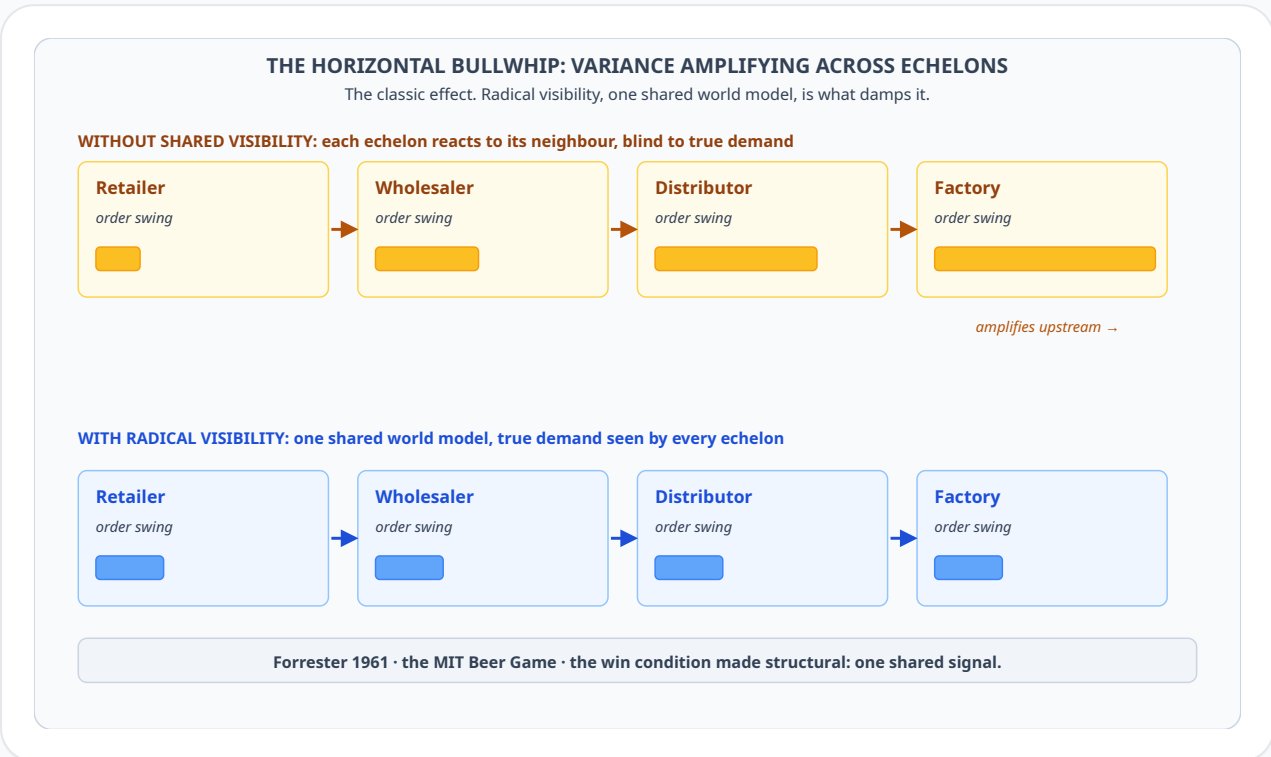 THE HORIZONTAL BULLWHIP: VARIANCE AMPLIFYING ACROSS ECHELONS
The classic effect. Radical visibility, one shared world model, is what damps it.
WITHOUT SHARED VISIBILITY: each echelon reacts to its neighbour, blind to true demand
Retailer
order swing
Wholesaler
order swing
Distributor
order swing
Factory
order swing
amplifies upstream →
WITH RADICAL VISIBILITY: one shared world model, true demand seen by every echelon
Retailer
order swing
Wholesaler
order swing
Distributor
order swing
Factory
order swing
Forrester 1961 · the MIT Beer Game · the win condition made structural: one shared signal.